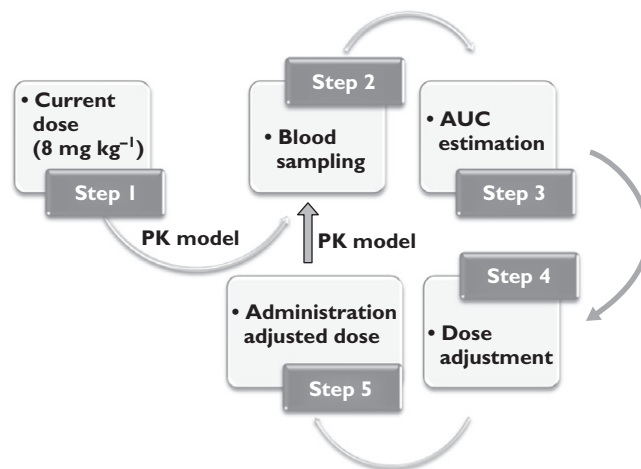 • Current
dose
(8 mg kg⁻¹)
Step 1
PK model
Step 2
• Blood
sampling
• AUC
estimation
Step 3
Step 4
• Dose
adjustment
• Administration
adjusted dose
Step 5
PK model